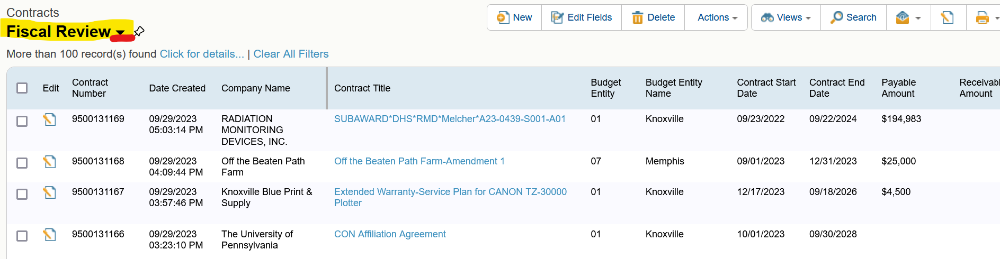 Contracts
Fiscal Review
New Edit Fields Delete Actions Views Search
More than 100 record(s) found Click for details... | Clear All Filters
Edit Contract Number Date Created Company Name Contract Title Budget Entity Budget Entity Name Contract Start Date Contract End Date Payable Amount Amount
9500131169 09/29/2023 05:03:14 PM RADIATION MONITORING DEVICES, INC. SUBAWARD*DHS*RMD*Melcher*A23-0439-S001-A01 01 Knoxville 09/23/2022 09/22/2024 $194,983
9500131168 09/29/2023 04:09:44 PM Off the Beaten Path Farm Off the Beaten Path Farm-Amendment 1 07 Memphis 09/01/2023 12/31/2023 $25,000
9500131167 09/29/2023 03:57:46 PM Knoxville Blue Print & Supply Extended Warranty-Service Plan for CANON TZ-30000 Plotter 01 Knoxville 12/17/2023 09/18/2026 $4,500
9500131166 09/29/2023 03:23:10 PM The University of Pennsylvania CON Affiliation Agreement 01 Knoxville 10/01/2023 09/30/2028